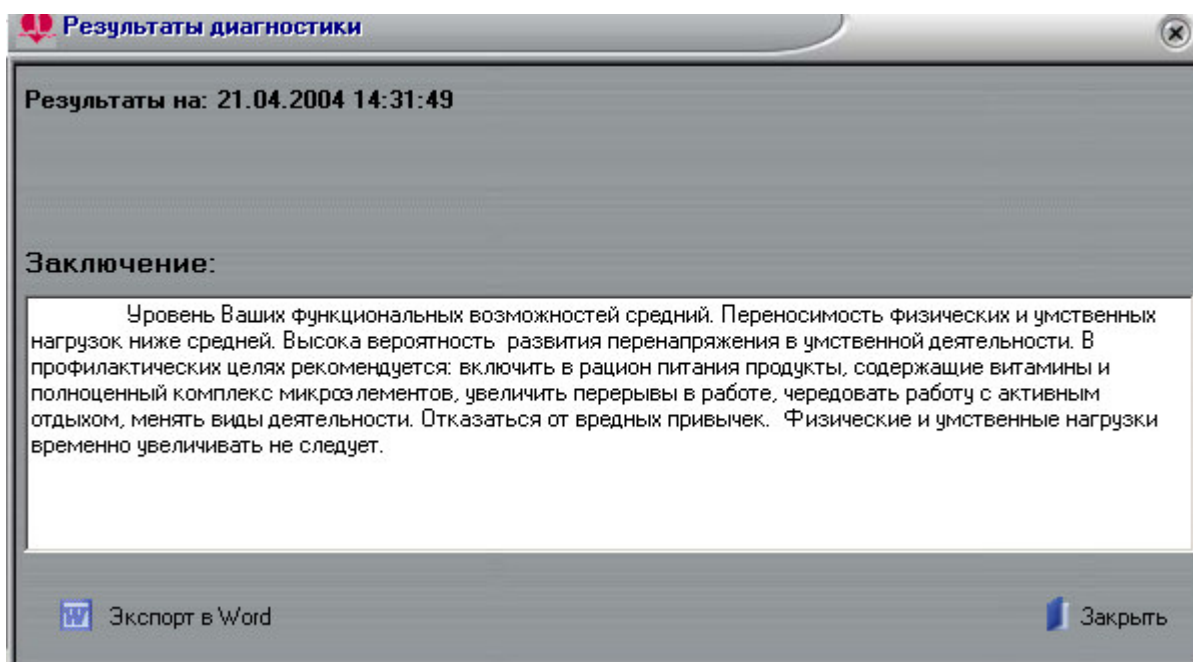 Результаты диагностики
Результаты на: 21.04.2004 14:31:49
Заключение:
Уровень Ваших функциональных возможностей средний. Переносимость физических и умственных
нагрузок ниже средней. Высока вероятность  развития перенапряжения в умственной деятельности. В
профилактических целях рекомендуется: включить в рацион питания продукты, содержащие витамины и
полноценный комплекс микроэлементов, увеличить перерывы в работе, чередовать работу с активным
отдыхом, менять виды деятельности. Отказаться от вредных привычек.  Физические и умственные нагрузки
временно увеличивать не следует.
Экспорт в Word
Закрыть